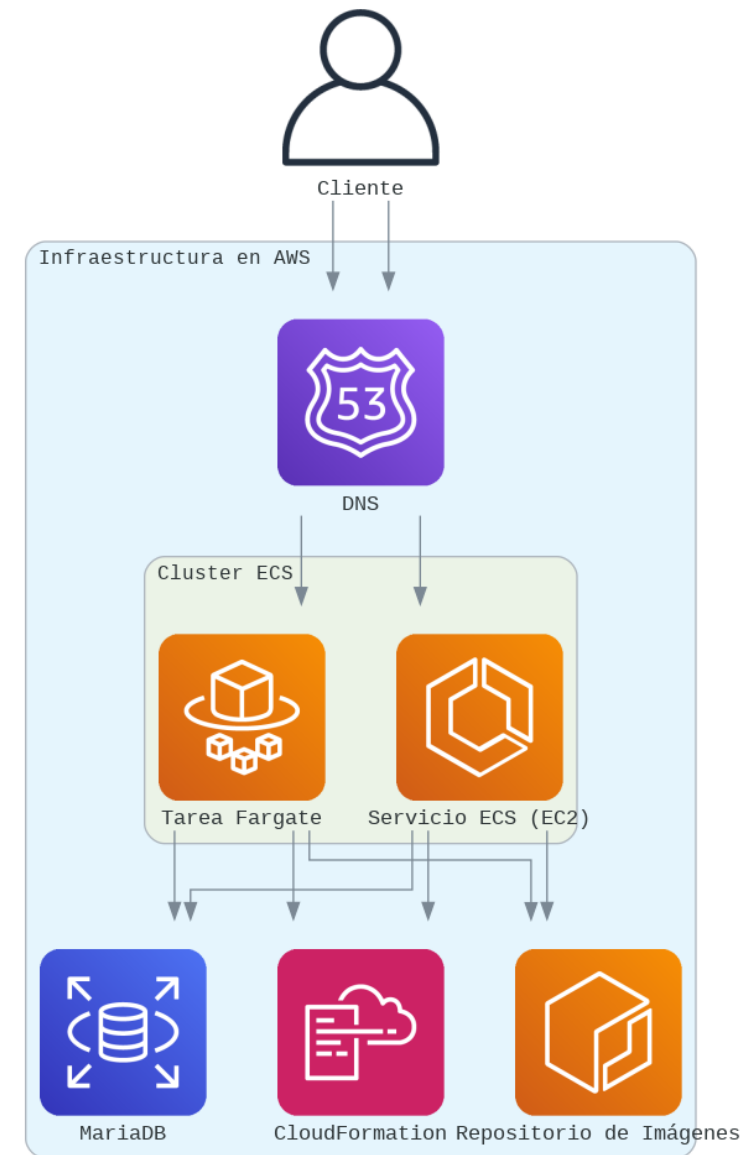 Cliente
Infraestructura en AWS
53
DNS
Cluster ECS
Tarea Fargate
Servicio ECS (EC2)
MariaDB
CloudFormation
Repositorio de Imágenes